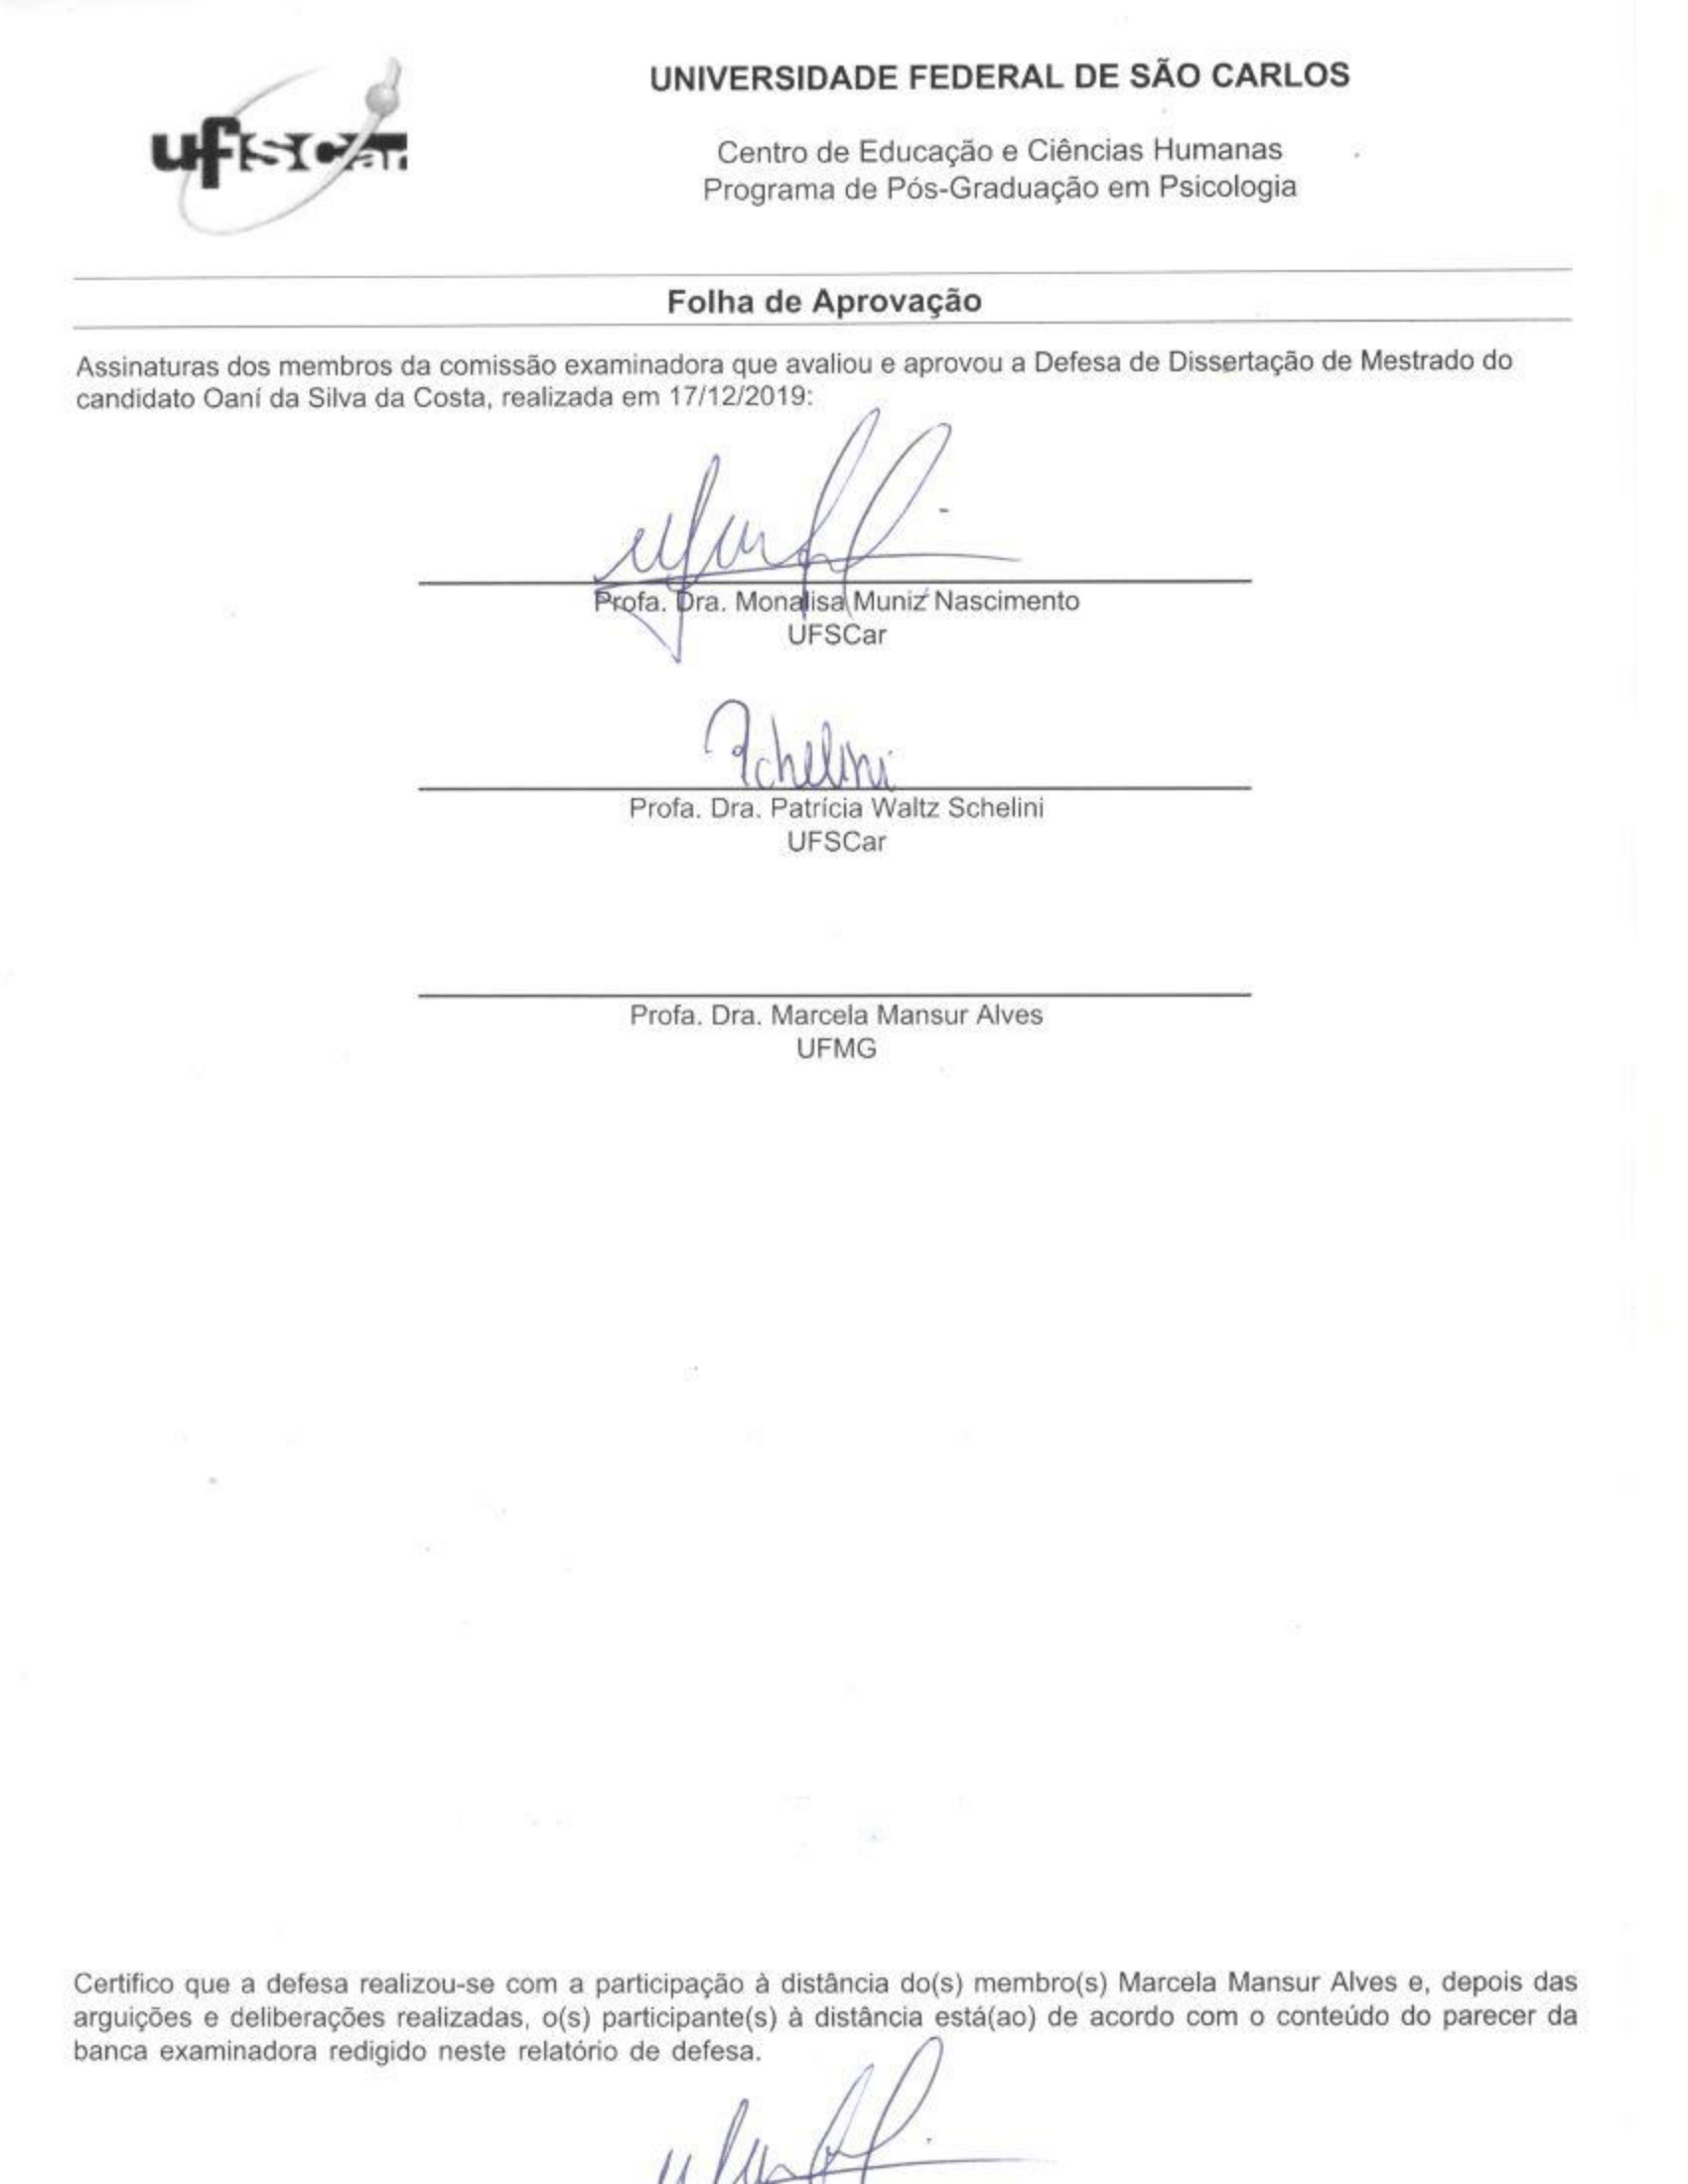 ufscar
UNIVERSIDADE FEDERAL DE SÃO CARLOS
Centro de Educação e Ciências Humanas
Programa de Pós-Graduação em Psicologia
Folha de Aprovação
Assinaturas dos membros da comissão examinadora que avaliou e aprovou a Defesa de Dissertação de Mestrado do
candidato Oaní da Silva da Costa, realizada em 17/12/2019:
Profa. Dra. Monalisa Muniz Nascimento
UFSCar
Pchelini
Profa. Dra. Patrícia Waltz Schelini
UFSCar
Profa. Dra. Marcela Mansur Alves
UFMG
Certifico que a defesa realizou-se com a participação à distância do(s) membro(s) Marcela Mansur Alves e, depois das
arguições e deliberações realizadas, o(s) participante(s) à distância está(ao) de acordo com o conteúdo do parecer da
banca examinadora redigido neste relatório de defesa.